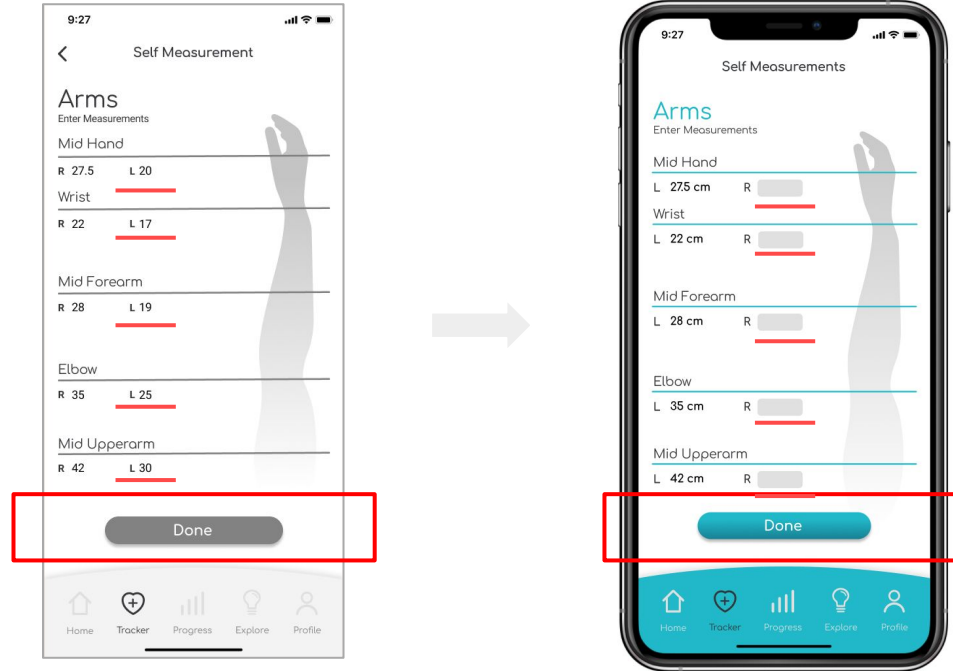 9:27
Self Measurement
Arms
Enter Measurements
Mid Hand
R 27.5 L 20
Wrist
R 22 L 17
Mid Forearm
R 28 L 19
Elbow
R 35 L 25
Mid Upperarm
R 42 L 30
Done
Home Tracker Progress Explore Profile
9:27
Self Measurements
Arms
Enter Measurements
Mid Hand
L 27.5 cm R
Wrist
L 22 cm R
Mid Forearm
L 28 cm R
Elbow
L 35 cm R
Mid Upperarm
L 42 cm R
Done
Home Tracker Progress Explore Profile